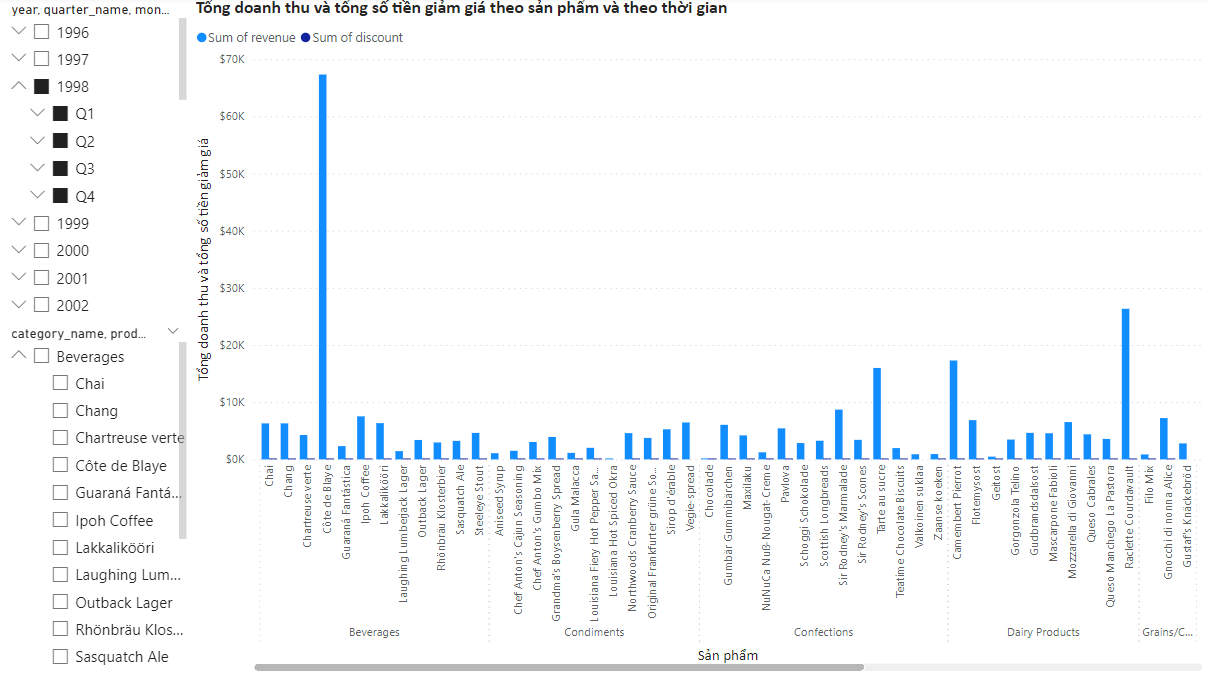 year, quarter_name, mon...
1996
1997
1998
Q1
Q2
Q3
Q4
1999
2000
2001
2002
category_name, prod...
Beverages
Chai
Chang
Chartreuse verte
Côte de Blaye
Guaraná Fantá...
Ipoh Coffee
Lakkalikööri
Laughing Lum...
Outback Lager
Rhönbräu Klos...
Sasquatch Ale
Tổng doanh thu và tổng số tiền giảm giá theo sản phẩm và theo thời gian
Sum of revenue
Sum of discount
Tổng doanh thu và tổng số tiền giảm giá
$70K
$60K
$50K
$40K
$30K
$20K
$10K
$0K
Chai
Chang
Chartreuse verte
Côte de Blaye
Guaraná Fantástica
Ipoh Coffee
Lakkalikööri
Laughing Lumberjack Lager
Outback Lager
Rhönbräu Klosterbier
Sasquatch Ale
Steeleye Stout
Aniseed Syrup
Chef Anton's Cajun Seasoning
Chef Anton's Gumbo Mix
Grandma's Boysenberry Spread
Gula Malacca
Louisiana Fiery Hot Pepper Sa...
Louisiana Hot Spiced Okra
Northwoods Cranberry Sauce
Original Frankfurter grüne So...
Sirop d'érable
Vegie-spread
Chocolade
Gumbär Gummibärchen
Maxilaku
NuNuCa Nuß-Nougat-Creme
Pavlova
Schoggi Schokolade
Scottish Longbreads
Sir Rodney's Marmalade
Sir Rodney's Scones
Tarte au sucre
Teatime Chocolate Biscuits
Valkoinen suklaa
Zaanse koeken
Camembert Pierrot
Flotemysost
Geitost
Gorgonzola Telino
Gudbrandsdalsost
Mascarpone Fabioli
Mozzarella di Giovanni
Queso Cabrales
Queso Manchego La Pastora
Raclette Courdavault
Filo Mix
Gnocchi di nonna Alice
Gustaf's Knäckebröd
Beverages
Condiments
Confections
Dairy Products
Grains/C...
Sản phẩm